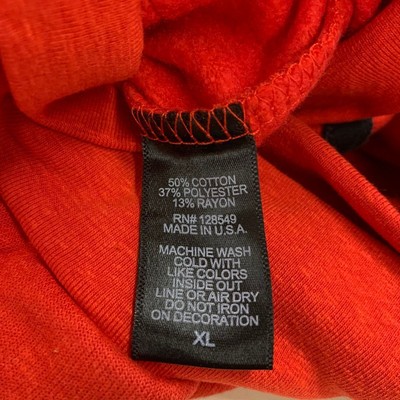 50% COTTON
37% POLYESTER
13% RAYON
RN# 128549
MADE IN U.S.A.
MACHINE WASH
COLD WITH
LIKE COLORS
INSIDE OUT
LINE OR AIR DRY
DO NOT IRON
ON DECORATION
XL